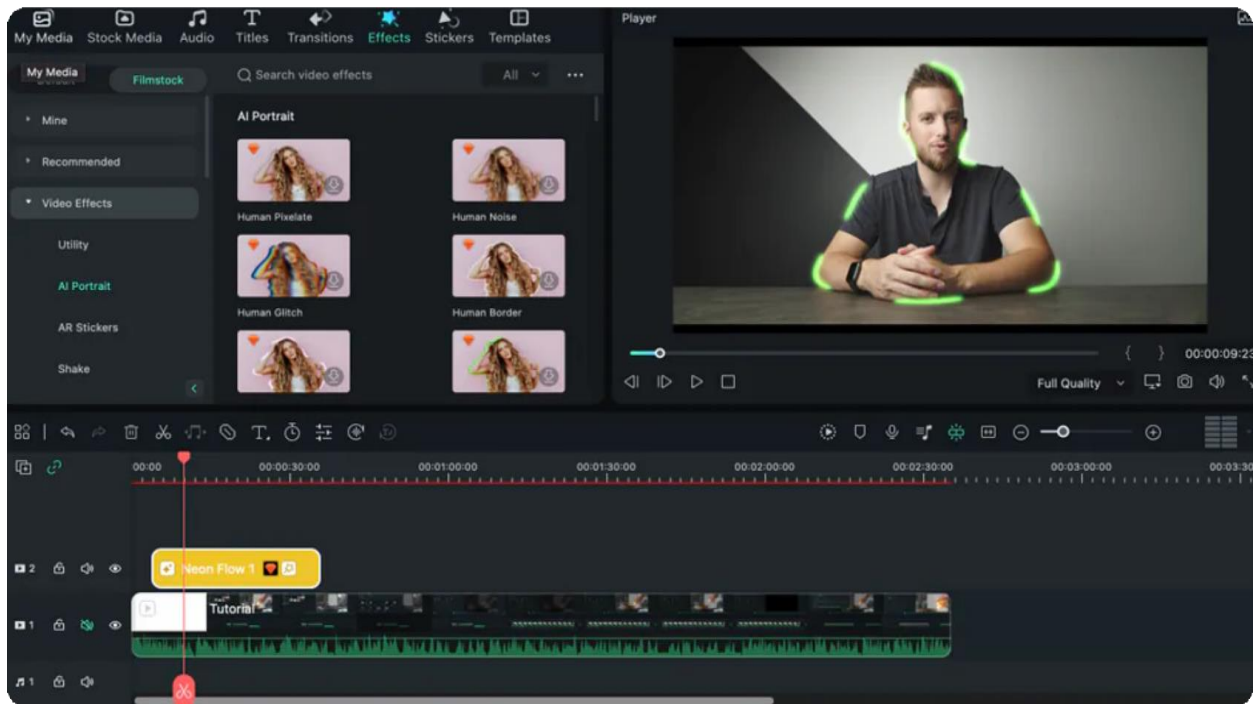 My Media Stock Media Audio Titles Transitions Effects Stickers Templates
Player
My Media
Filmstock
Search video effects
All
Mine
Recommended
Video Effects
Utility
AI Portrait
AR Stickers
Shake
AI Portrait
Human Pixelate
Human Noise
Human Glitch
Human Border
00:00:09:23
Full Quality
00:00 00:00:30:00 00:01:00:00 00:01:30:00 00:02:00:00 00:02:30:00 00:03:00:00 00:03:30
2
Neon Flow 1
1
Tutorial
1